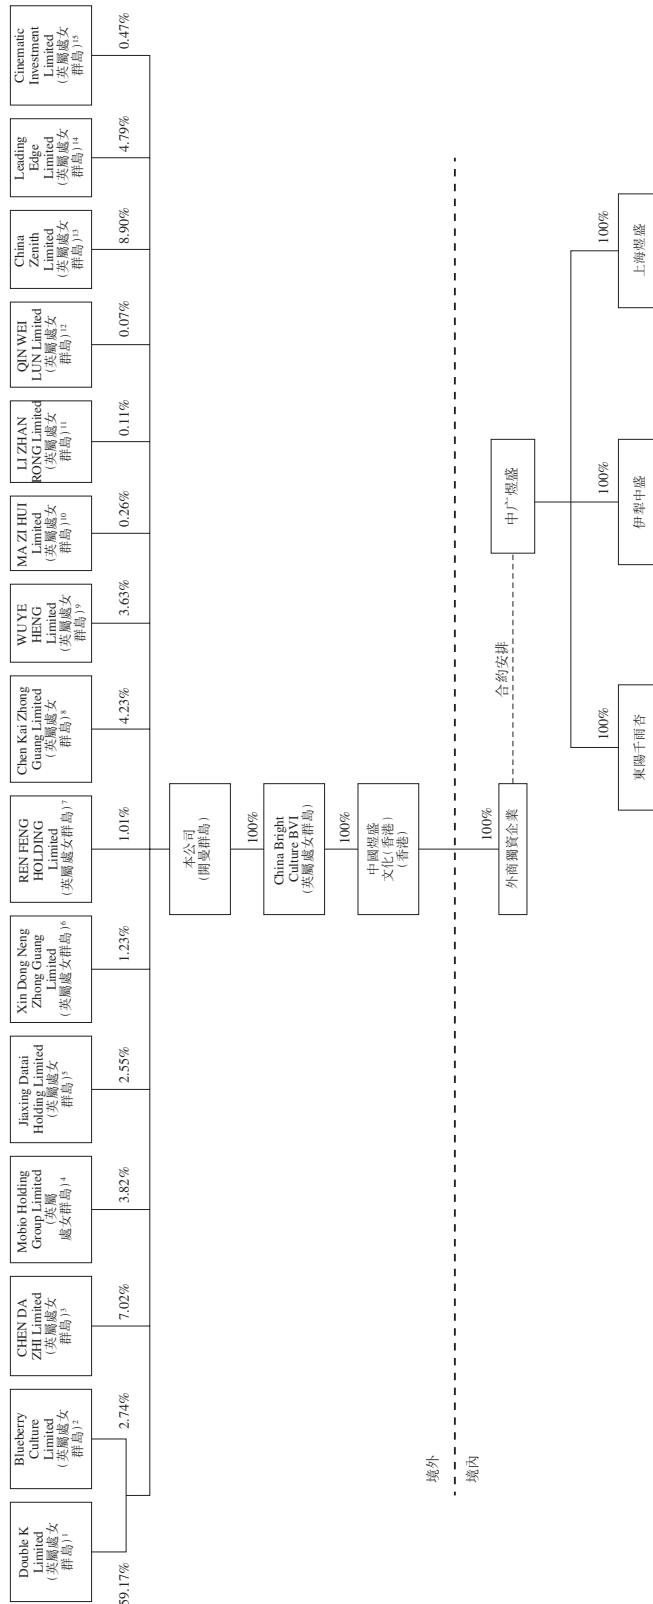 Double K
Limited
(英屬處女
群島)1
59.17%
Blueberry
Culture
Limited
(英屬處女
群島)2
2.74%
CHEN DA
ZHI Limited
(英屬處女
群島)3
7.02%
Mobio Holding
Group Limited
(英屬
處女群島)4
3.82%
Jiaxing Datai
Holding Limited
(英屬處女
群島)5
2.55%
Xin Dong Neng
Zhong Guang
Limited
(英屬處女群島)6
1.23%
REN FENG
HOLDING
Limited
(英屬處女群島)7
1.01%
Chen Kai Zhong
Guang Limited
(英屬處女
群島)8
4.23%
WU YE
HENG
Limited
(英屬處女
群島)9
3.63%
MA ZI HUI
Limited
(英屬處女
群島)10
0.26%
LI ZHAN
RONG Limited
(英屬處女
群島)11
0.11%
QIN WEI
LUN Limited
(英屬處女
群島)12
0.07%
China
Zenith
Limited
(英屬處女
群島)13
8.90%
Leading
Edge
Limited
(英屬處女
群島)14
4.79%
Cinematic
Investment
Limited
(英屬處女
群島)15
0.47%
本公司
(開曼群島)
100%
China Bright
Culture BVI
(英屬處女群島)
100%
中國煜盛
文化(香港)
(香港)
境外
境內
100%
外商獨資企業
合約安排
中广煜盛
100%
東陽千雨杏
100%
伊犁中盛
100%
上海煜盛